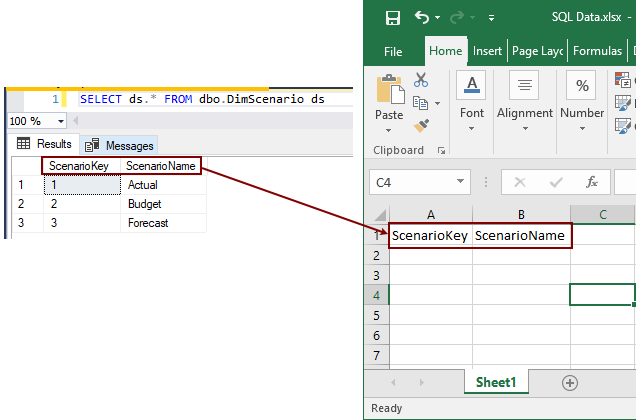 1 SELECT ds.* FROM dbo.DimScenario ds
100 %
Results Messages
ScenarioKey ScenarioName
1 1 Actual
2 2 Budget
3 3 Forecast
SQL Data.xlsx -
File Home Insert Page Layo Formulas
Paste Font Alignment Number
%
A
Clipboard
C4 fx
A B C
1 ScenarioKey ScenarioName
2
3
4
5
6
7
Sheet1
Ready